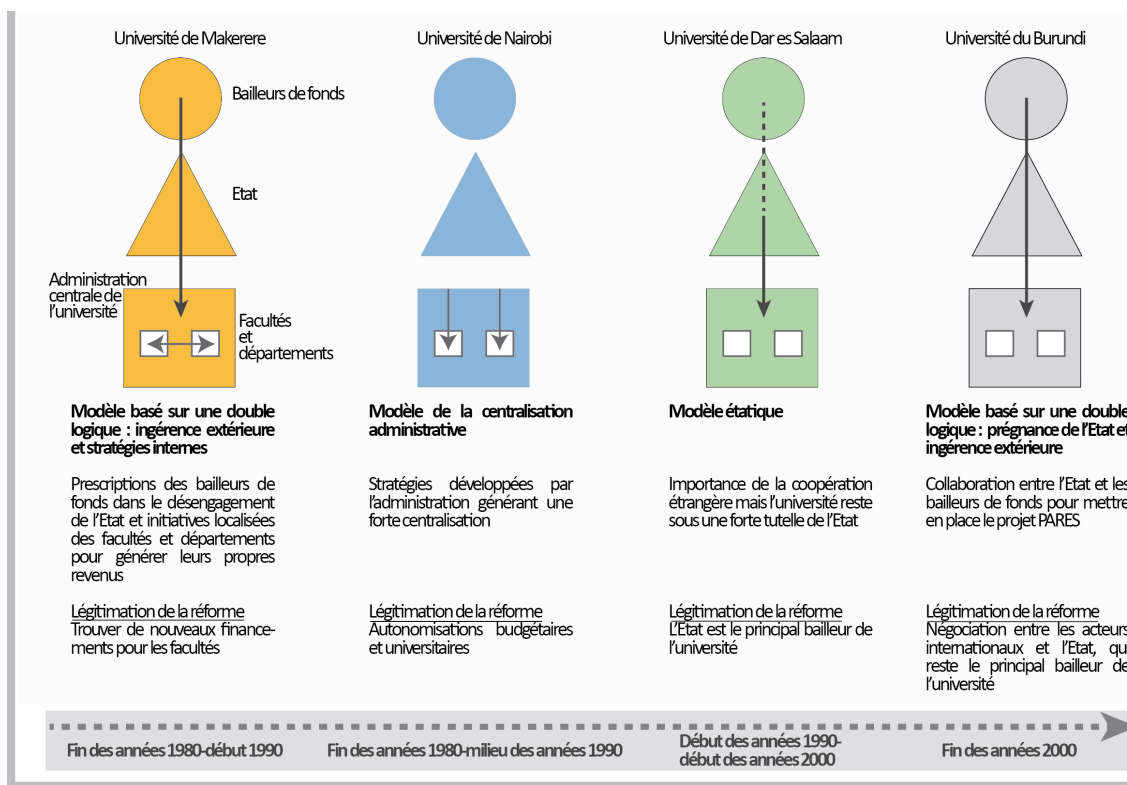 Université de Makerere
Université de Nairobi
Université de Dar es Salaam
Université du Burundi
Bailleurs de fonds
Etat
Administration
centrale de
l’université
Facultés
et
départements
Modèle basé sur une double
logique : ingérence extérieure
et stratégies internes
Prescriptions des bailleurs de
fonds dans le désengagement
de l’Etat et initiatives localisées
des facultés et départements
pour générer leurs propres
revenus
Légitimation de la réforme
Trouver de nouveaux finance-
ments pour les facultés
Modèle de la centralisation
administrative
Stratégies développées par
l’administration générant une
forte centralisation
Légitimation de la réforme
Autonomisations budgétaires
et universitaires
Modèle étatique
Importance de la coopération
étrangère mais l’université reste
sous une forte tutelle de l’Etat
Légitimation de la réforme
L’Etat est le principal bailleur de
l’université
Modèle basé sur une double
logique : prégnance de l’Etat et
ingérence extérieure
Collaboration entre l’Etat et les
bailleurs de fonds pour mettre
en place le projet PARES
Légitimation de la réforme
Négociation entre les acteurs
internationaux et l’Etat, qu
reste le principal bailleur de
l’université
Fin des années 1980-début 1990
Fin des années 1980-milieu des années 1990
Début des années 1990-
début des années 2000
Fin des années 2000